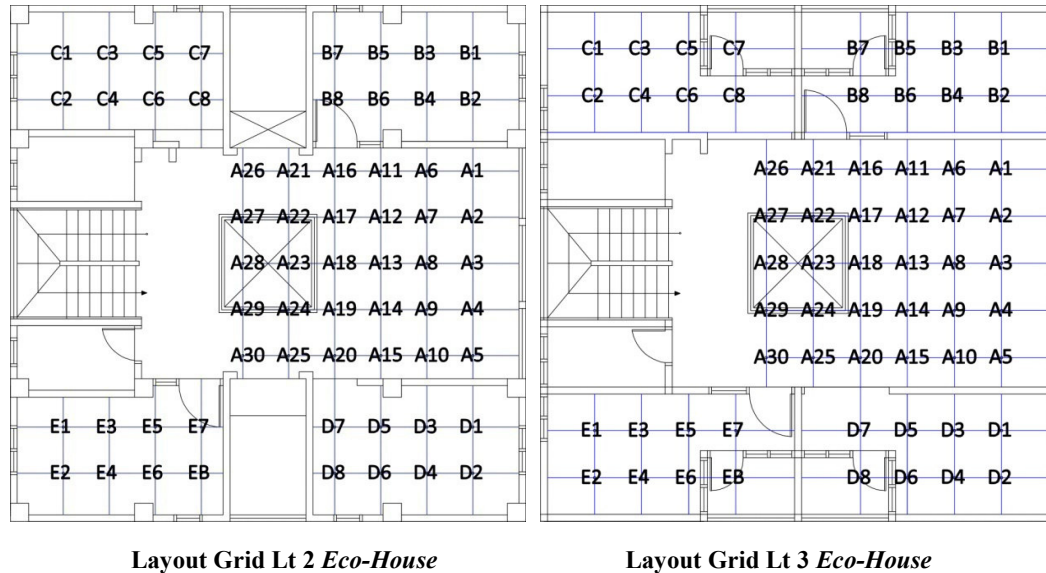 C1 C3 C5 C7 B7 B5 B3 B1
C2 C4 C6 C8 B8 B6 B4 B2
A26 A21 A16 A11 A6 A1
A27 A22 A17 A12 A7 A2
A28 A23 A18 A13 A8 A3
A29 A24 A19 A14 A9 A4
A30 A25 A20 A15 A10 A5
E1 E3 E5 E7 D7 D5 D3 D1
E2 E4 E6 EB D8 D6 D4 D2
Layout Grid Lt 2 Eco-House
C1 C3 C5 C7 B7 B5 B3 B1
C2 C4 C6 C8 B8 B6 B4 B2
A26 A21 A16 A11 A6 A1
A27 A22 A17 A12 A7 A2
A28 A23 A18 A13 A8 A3
A29 A24 A19 A14 A9 A4
A30 A25 A20 A15 A10 A5
E1 E3 E5 E7 D7 D5 D3 D1
E2 E4 E6 EB D8 D6 D4 D2
Layout Grid Lt 3 Eco-House